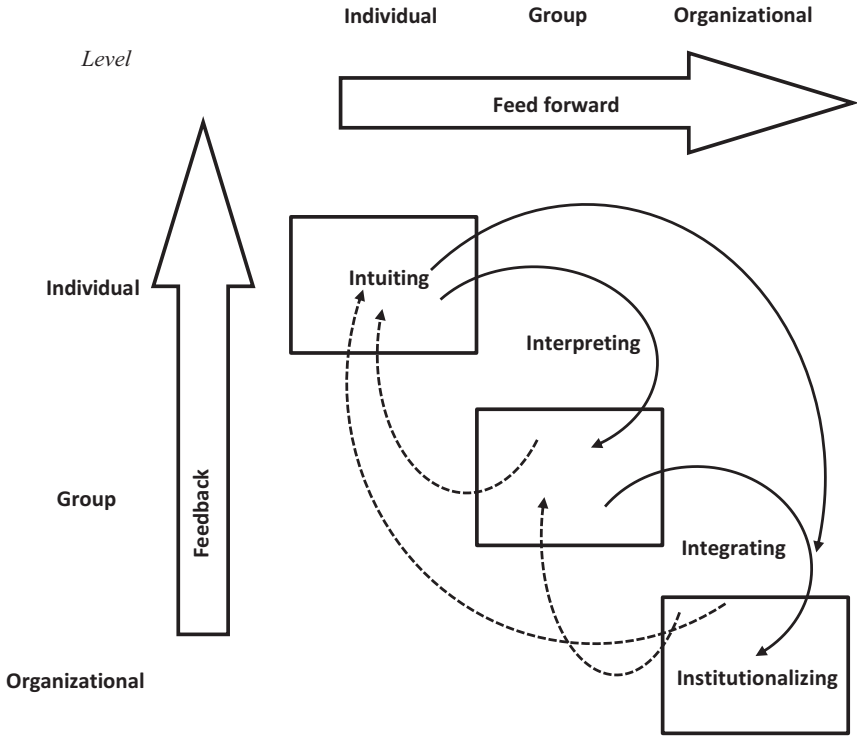 Individual Group Organizational
Level
Feed forward
Individual
Intuiting
Interpreting
Feedback
Group
Integrating
Organizational
Institutionalizing